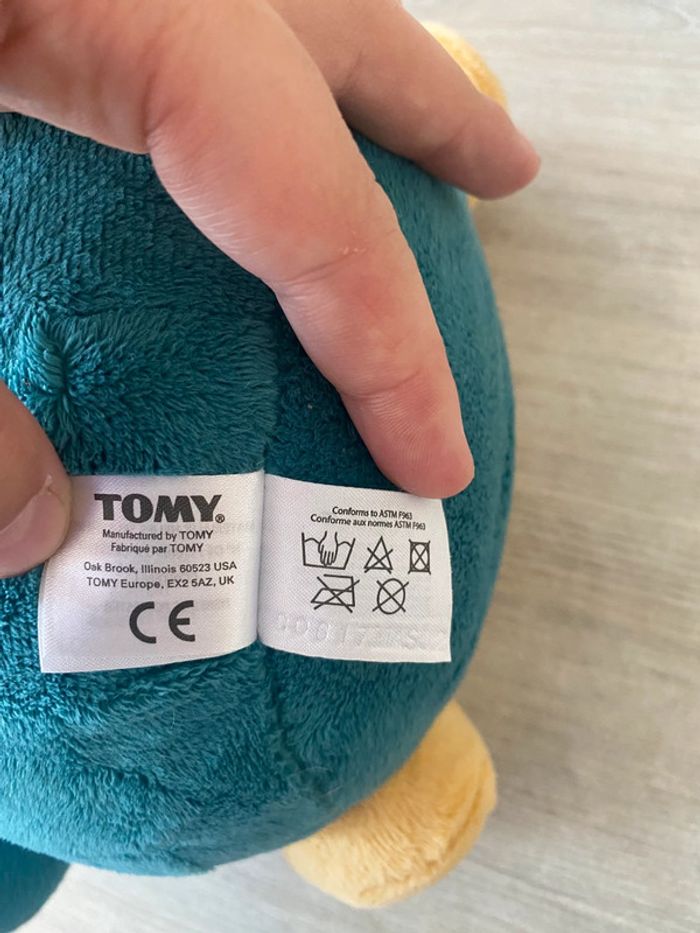 TOMY®
Manufactured by TOMY
Fabriqué par TOMY
Oak Brook, Illinois 60523 USA
TOMY Europe, EX2 5AZ, UK
CE
Conforms to ASTM F963
Conforme aux normes ASTM F963